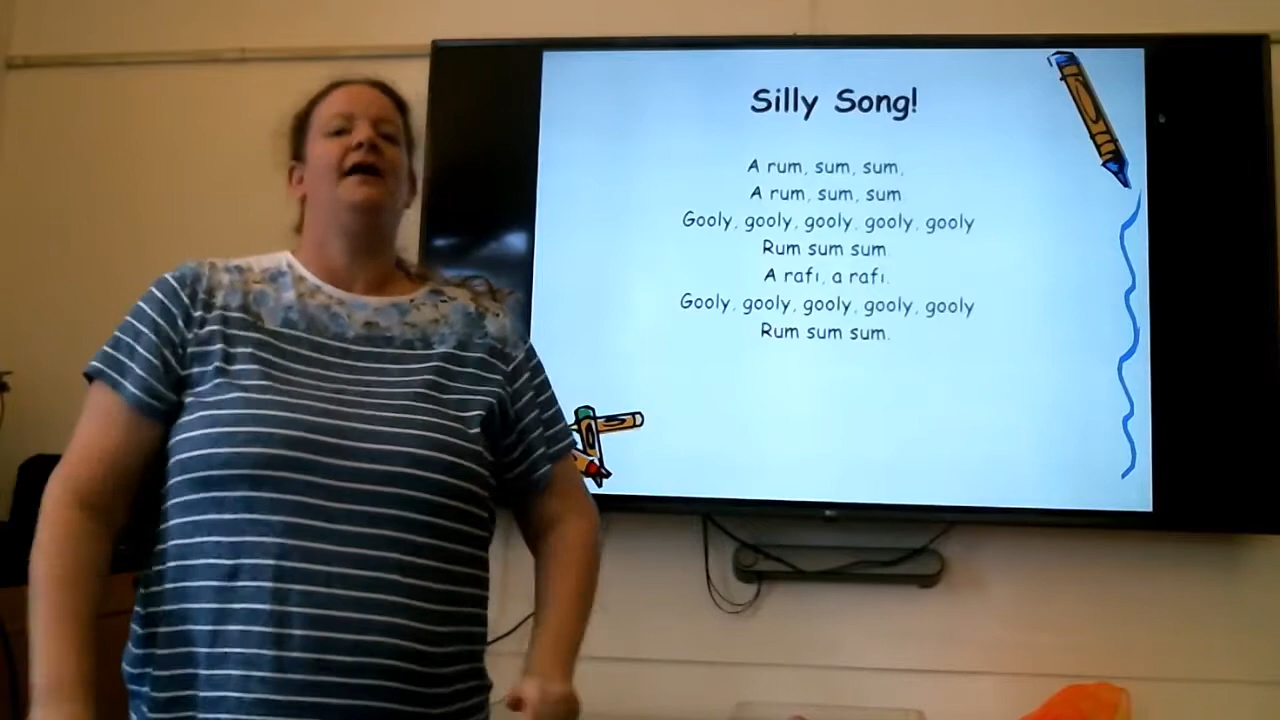 Silly Song!
A rum, sum, sum,
A rum, sum, sum
Gooly, gooly, gooly, gooly, gooly
Rum sum sum
A rafi, a rafi.
Gooly, gooly, gooly, gooly, gooly
Rum sum sum.